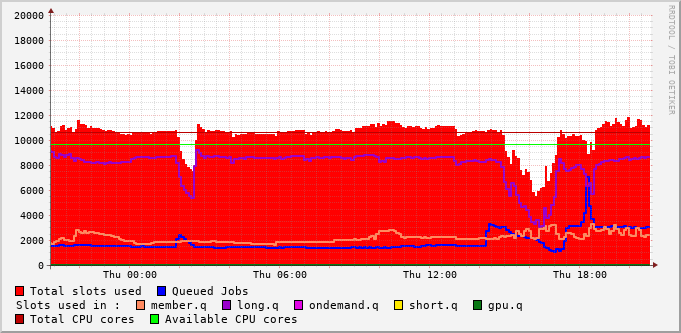 20000
18000
16000
14000
12000
10000
8000
6000
4000
2000
0
Thu 00:00 Thu 06:00 Thu 12:00 Thu 18:00
RRDTOOL / TOBI OETIKER
Total slots used Queued Jobs
Slots used in : member.q long.q ondemand.q short.q gpu.q
Total CPU cores Available CPU cores